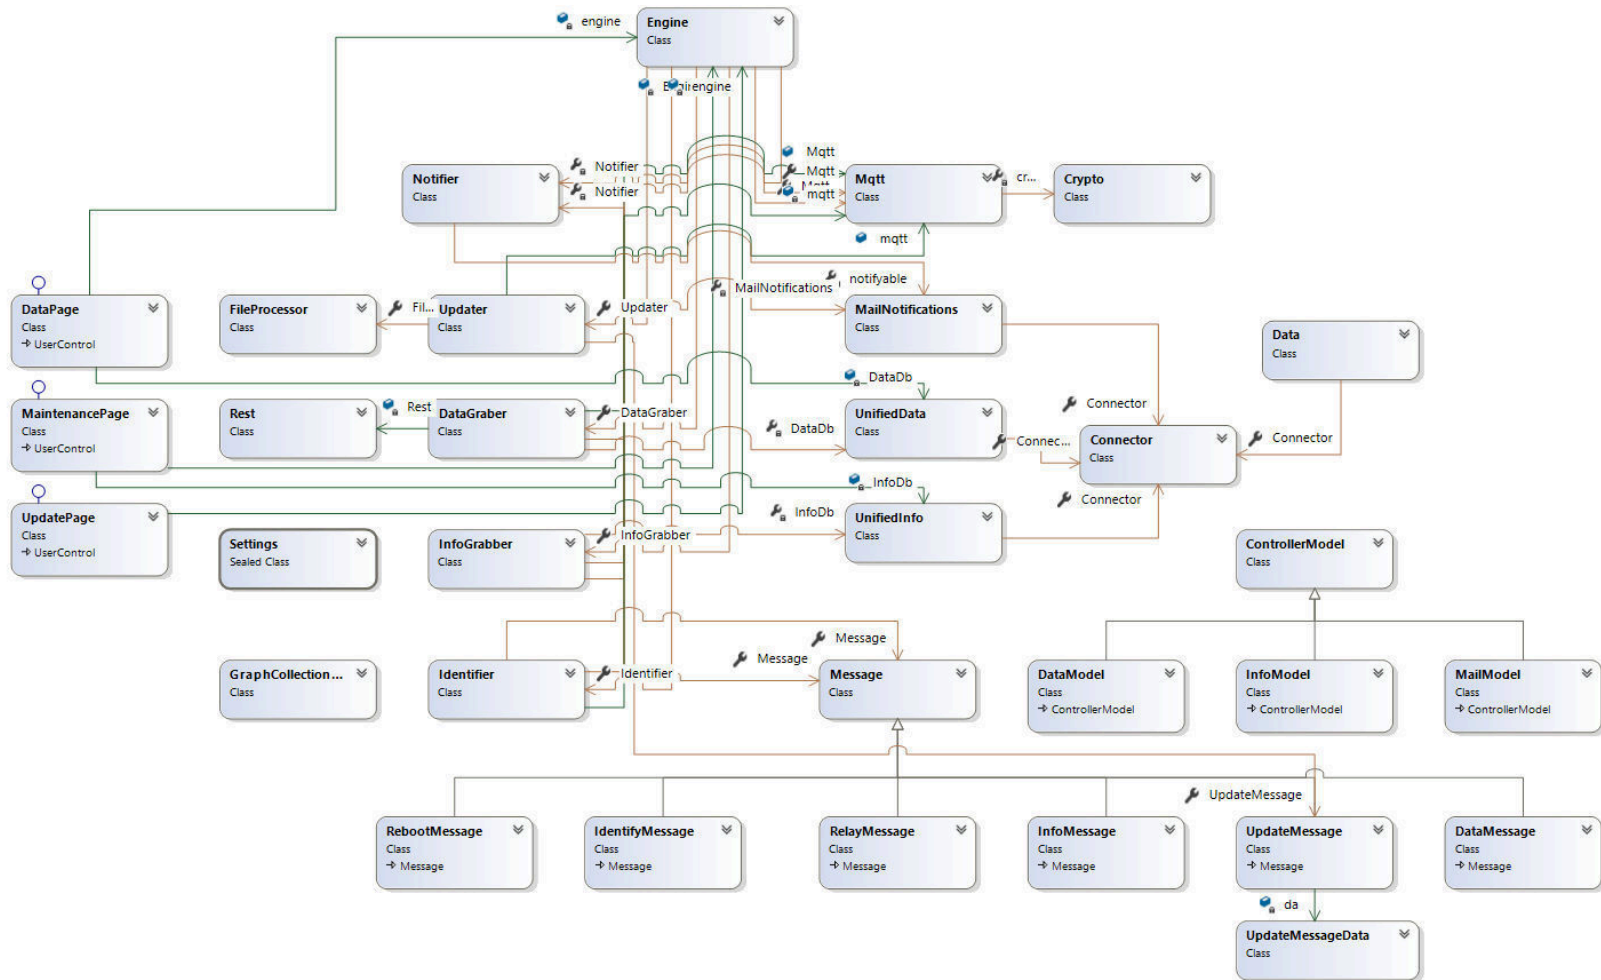 engine
Engine
Class
engine
Notifier
Notifier
Notifier
Class
Mqtt
Mqtt
mqtt
Mqtt
Class
cr...
Crypto
Class
mqtt
MailNotifications
notifyable
DataPage
Class
UserControl
FileProcessor
Class
Fil...
Updater
Class
Updater
MailNotifications
Class
Data
Class
DataDb
MaintenancePage
Class
UserControl
Rest
Class
Rest
DataGraber
Class
DataGraber
DataDb
UnifiedData
Class
Connector
Connec...
Connector
Class
Connector
InfoDb
Connector
UpdatePage
Class
UserControl
Settings
Sealed Class
InfoGrabber
Class
InfoGrabber
InfoDb
UnifiedInfo
Class
ControllerModel
Class
Message
Message
GraphCollection...
Class
Identifier
Class
Identifier
Message
Class
DataModel
Class
ControllerModel
InfoModel
Class
ControllerModel
MailModel
Class
ControllerModel
UpdateMessage
RebootMessage
Class
Message
IdentifyMessage
Class
Message
RelayMessage
Class
Message
InfoMessage
Class
Message
UpdateMessage
Class
Message
DataMessage
Class
Message
da
UpdateMessageData
Class